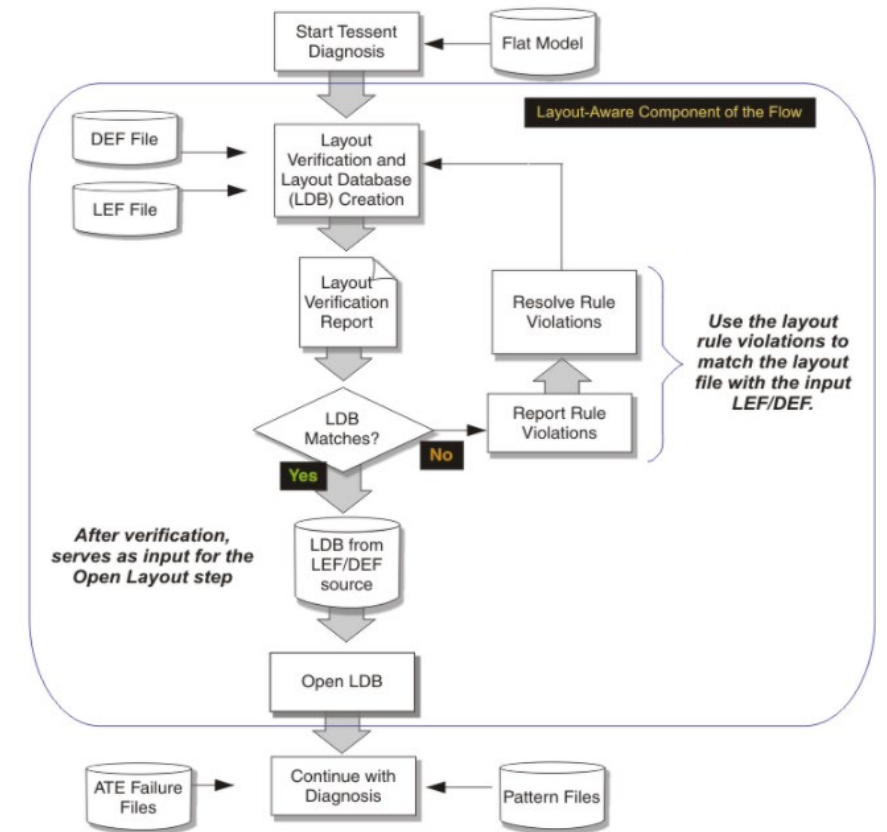 Start Tessent
Diagnosis
Flat Model
Layout-Aware Component of the Flow
DEF File
LEF File
Layout
Verification and
Layout Database
(LDB) Creation
Layout
Verification
Report
Resolve Rule
Violations
Use the layout
rule violations to
match the layout
file with the input
LEF/DEF.
LDB
Matches?
Report Rule
Violations
No
Yes
After verification,
serves as input for the
Open Layout step
LDB from
LEF/DEF
source
Open LDB
ATE Failure
Files
Continue with
Diagnosis
Pattern Files